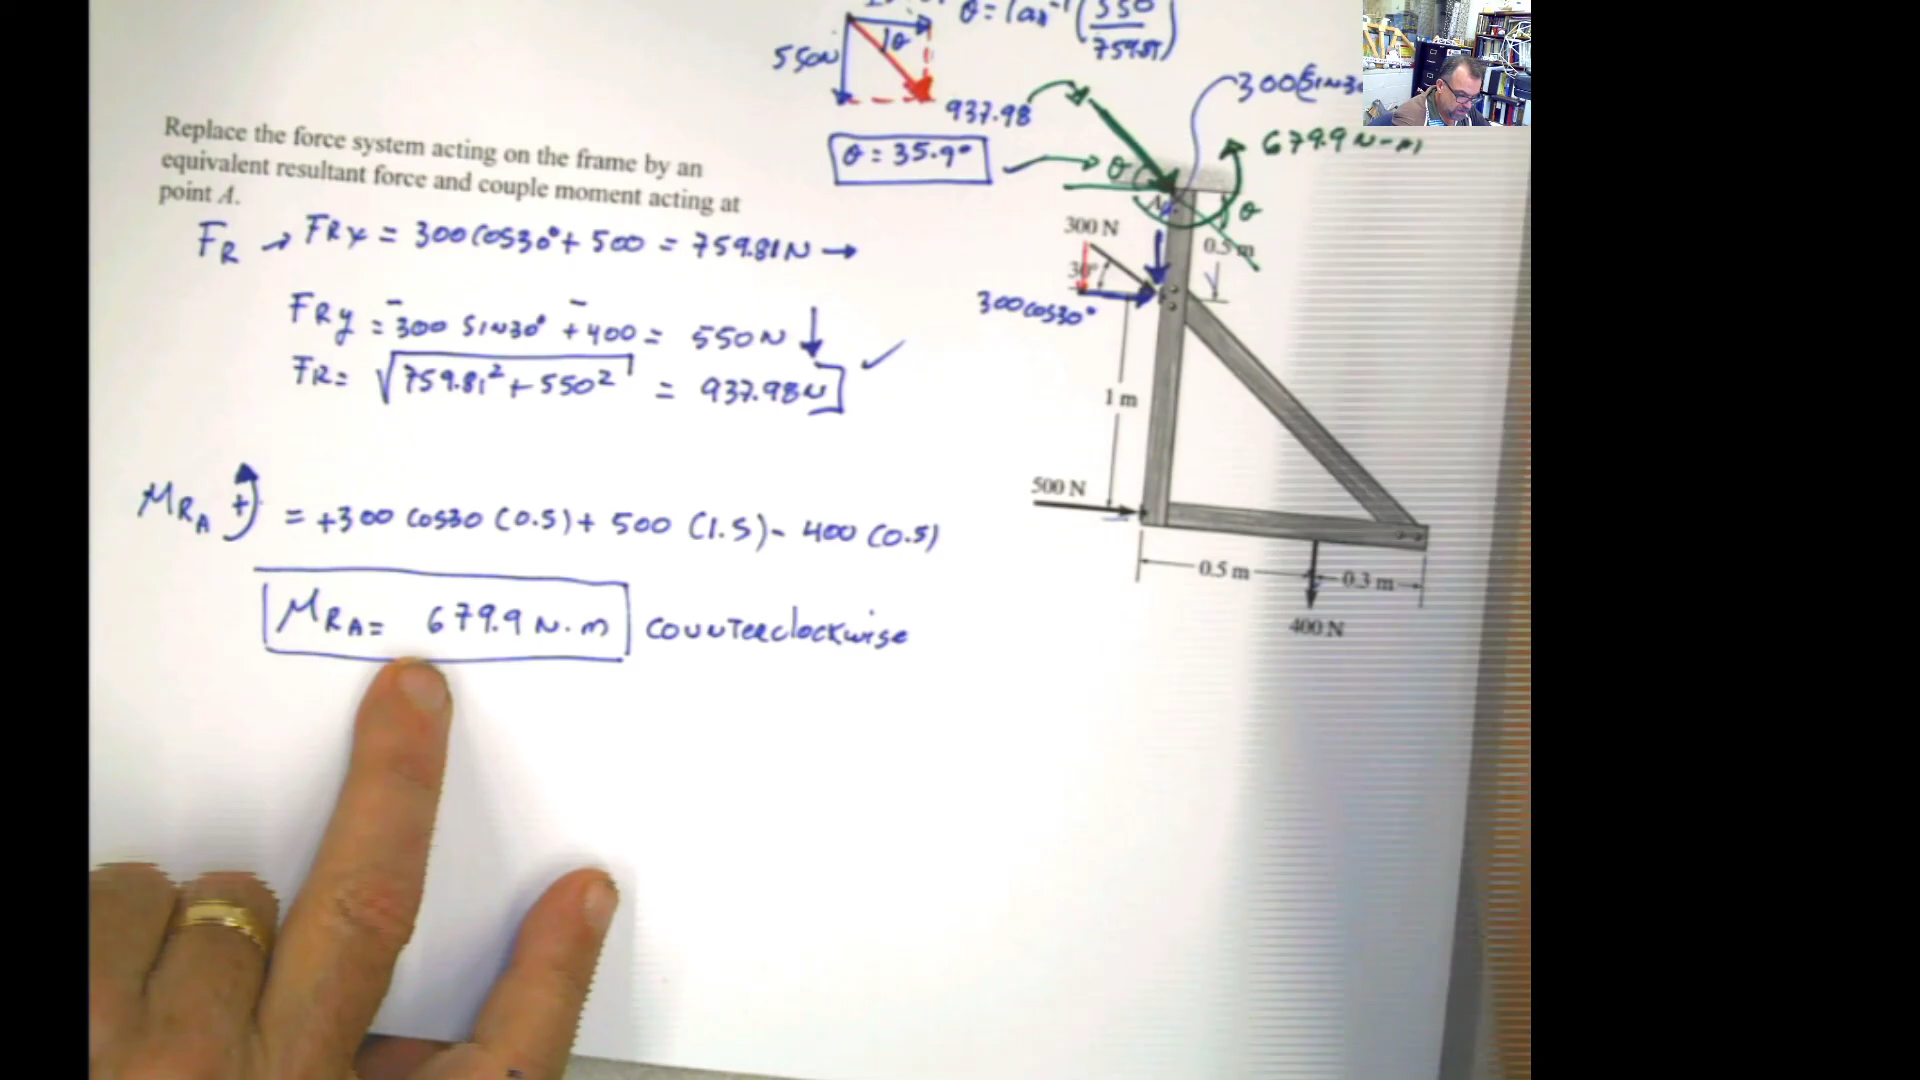 550N
θ = Tan⁻¹ (550/759.81)
937.98
θ = 35.9°
300(Sin30
679.9 N-m
θ
θ
θ
A
Replace the force system acting on the frame by an
equivalent resultant force and couple moment acting at
point A.
FR → FRx = 300 cos30° + 500 = 759.81N →
FRy = -300 sin30° + -400 = 550N ↓
FR = √759.81² + 550² = 937.98N ✓
MRA + = +300 cos30 (0.5) + 500 (1.5) - 400 (0.5)
MRA = 679.9 N.m counterclockwise
300 N
30°
300cos30°
0.5 m
1 m
500 N
0.5 m
0.3 m
400 N